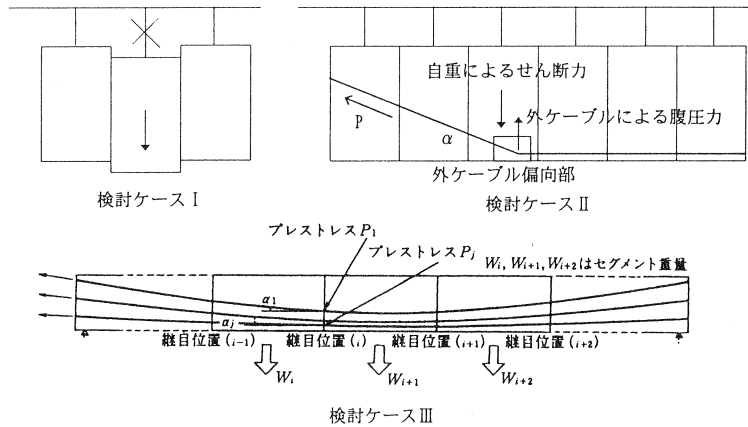 検討ケースⅠ
自重によるせん断力
外ケーブルによる腹圧力
P
α
外ケーブル偏向部
検討ケースⅡ
プレストレスP1
プレストレスPj
Wi, Wi+1, Wi+2はセグメント重量
α1
αj
継目位置(i-1) 継目位置(i) 継目位置(i+1) 継目位置(i+2)
Wi Wi+1 Wi+2
検討ケースⅢ